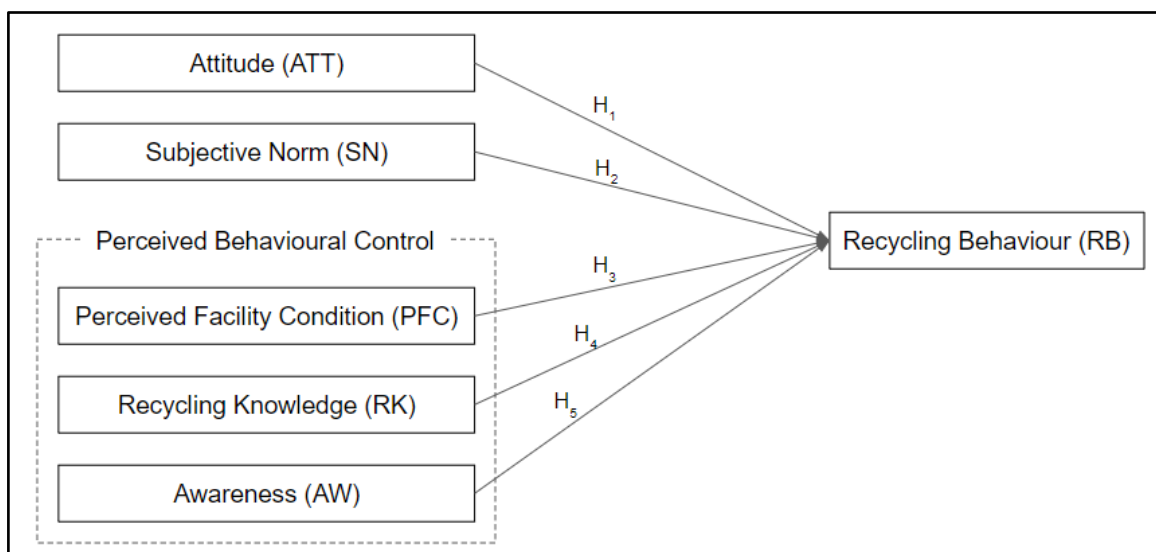 Attitude (ATT)
H₁
Subjective Norm (SN)
H₂
Perceived Behavioural Control
Recycling Behaviour (RB)
H₃
Perceived Facility Condition (PFC)
H₄
Recycling Knowledge (RK)
H₅
Awareness (AW)